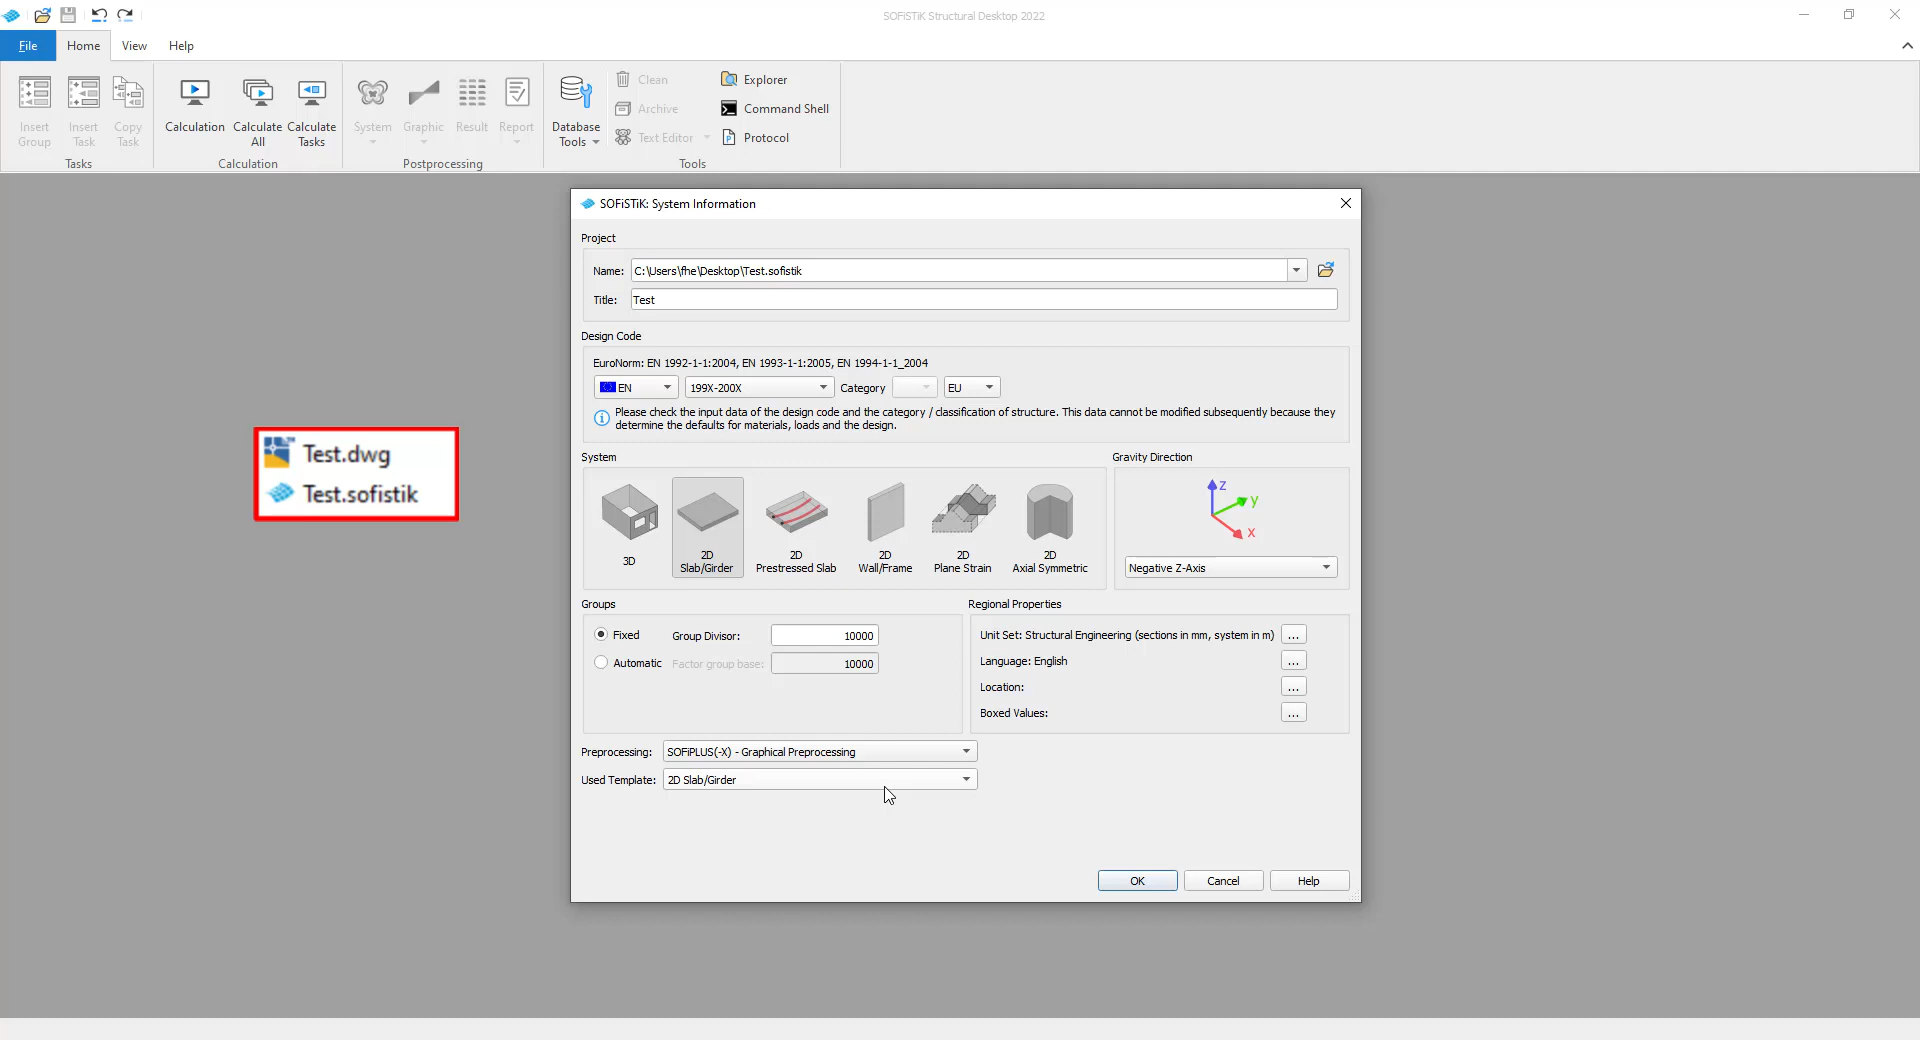 SOFiSTiK Structural Desktop 2022
File Home View Help
Insert Group
Insert Task
Copy Task
Tasks
Calculation
Calculate All
Calculate Tasks
Calculation
System
Graphic
Result
Report
Postprocessing
Database Tools
Clean
Archive
Text Editor
Explorer
Command Shell
Protocol
Tools
SOFiSTiK: System Information
Project
Name: C:\Users\fhe\Desktop\Test.sofistik
Title: Test
Design Code
EuroNorm: EN 1992-1-1:2004, EN 1993-1-1:2005, EN 1994-1-1_2004
EN 199X-200X Category EU
Please check the input data of the design code and the category / classification of structure. This data cannot be modified subsequently because they
determine the defaults for materials, loads and the design.
Test.dwg
Test.sofistik
System
3D
2D Slab/Girder
2D Prestressed Slab
2D Wall/Frame
2D Plane Strain
2D Axial Symmetric
Gravity Direction
z
y
x
Negative Z-Axis
Groups
Fixed Group Divisor: 10000
Automatic Factor group base: 10000
Regional Properties
Unit Set: Structural Engineering (sections in mm, system in m) ...
Language: English ...
Location: ...
Boxed Values: ...
Preprocessing: SOFiPLUS(-X) - Graphical Preprocessing
Used Template: 2D Slab/Girder
OK Cancel Help